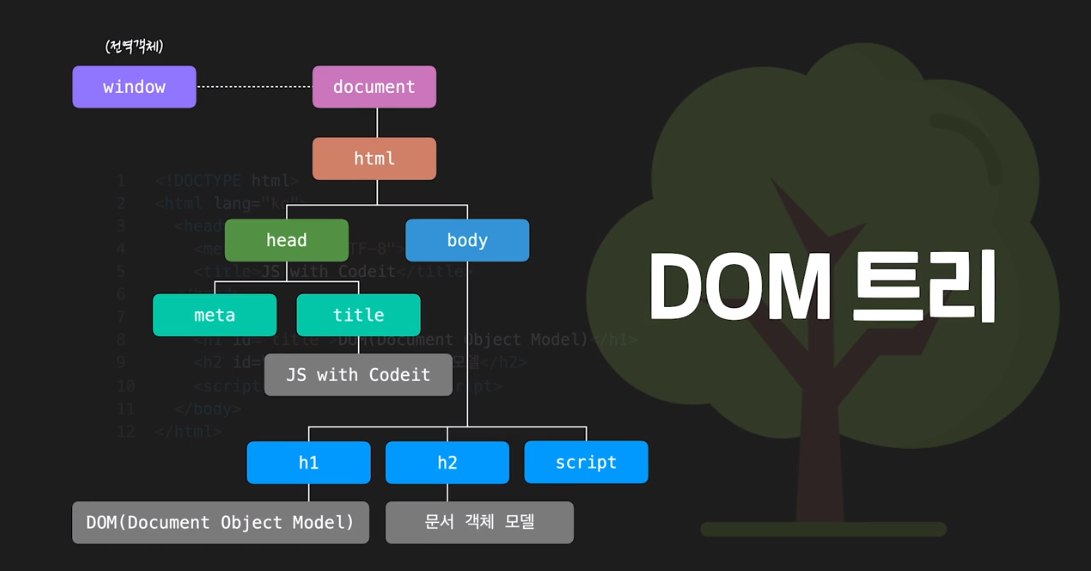 (전역객체)
window
document
html
head
body
meta
title
JS with Codeit
h1
h2
script
DOM(Document Object Model)
문서 객체 모델
DOM 트리
1 <!DOCTYPE html>
2 <html lang="ko
3 <head
4 <me TF-8">
5 <title>JS with Codeit</title>
6
7
8 <h1 id="title">DOM(Document Object Model)</h1>
9 <h2 id= 모델</h2>
10 <script ript>
11 </body>
12 </html>